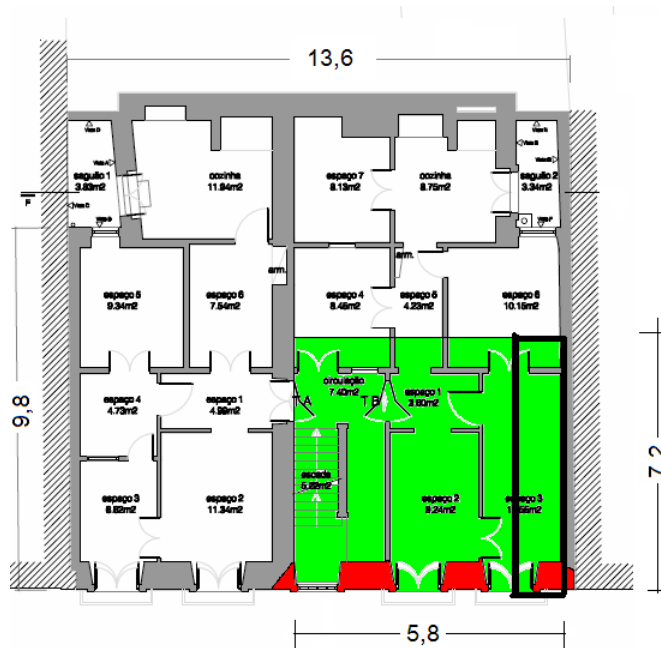 13,6
saguão 1
3.83m2
cozinha
11.94m2
espaço 7
8.13m2
cozinha
8.75m2
saguão 2
3.34m2
F
arm.
arm.
espaço 5
9.34m2
espaço 6
7.54m2
espaço 4
8.46m2
espaço 5
4.23m2
espaço 6
10.15m2
9,8
7,2
circulação
7.40m2
espaço 4
4.73m2
espaço 1
4.99m2
T A
T B
espaço 1
escada
espaço 3
espaço 2
11.34m2
espaço 2
9.24m2
espaço 3
5,8